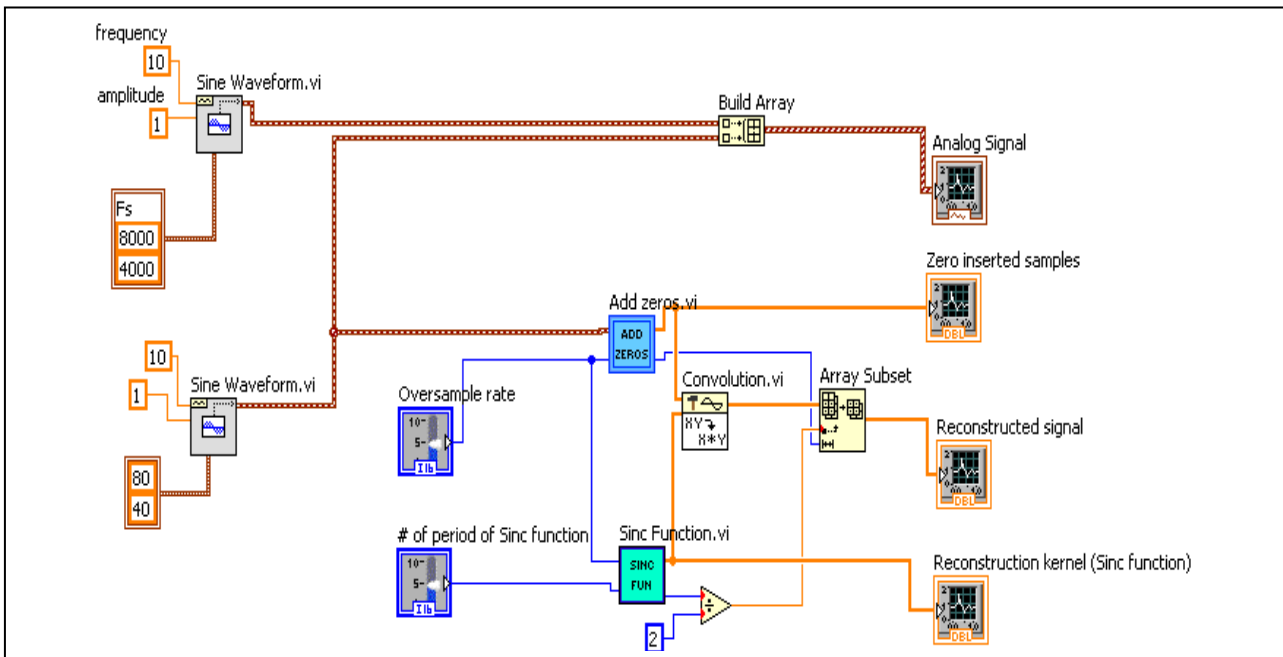 frequency
10
Sine Waveform.vi
amplitude
1
Build Array
Analog Signal
Fs
8000
4000
Zero inserted samples
DBL
Add zeros.vi
ADD
ZEROS
10
Sine Waveform.vi
1
Oversample rate
10
5
I16
Convolution.vi
XY
X*Y
Array Subset
Reconstructed signal
DBL
80
40
# of period of Sinc function
10
5
I16
Sinc Function.vi
SINC
FUN
÷
2
Reconstruction kernel (Sinc function)
DBL